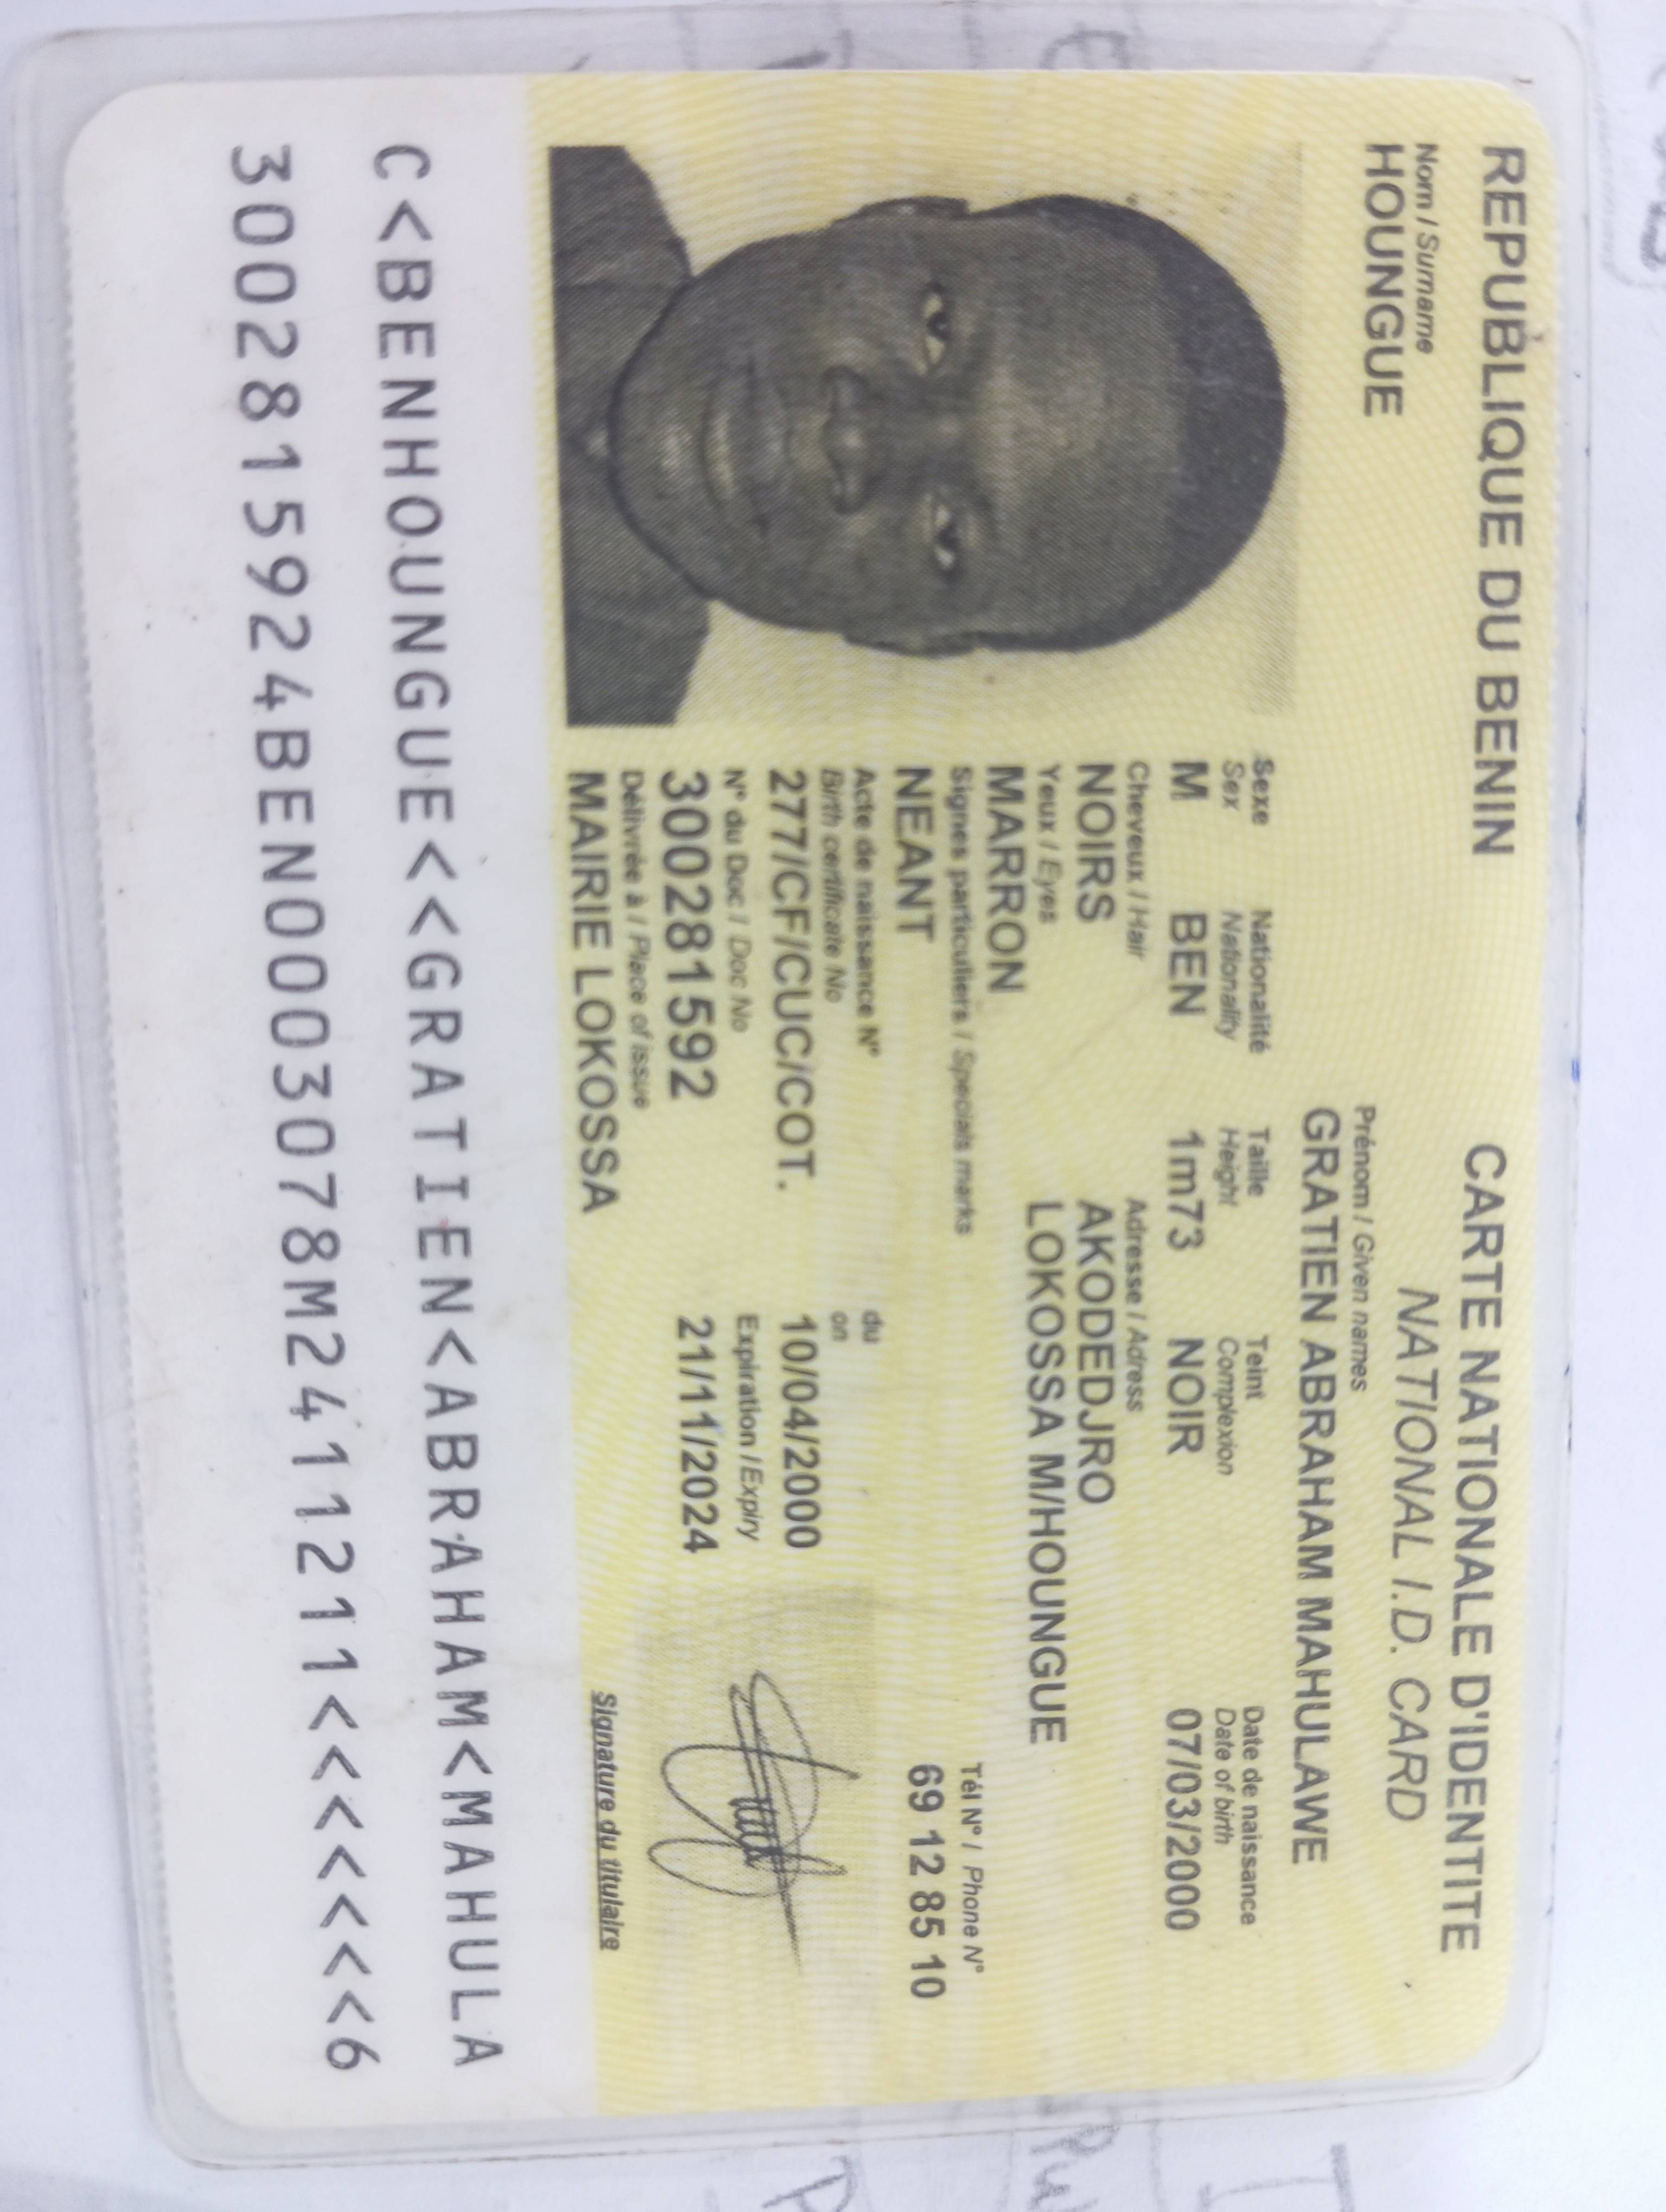 REPUBLIQUE DU BENIN
CARTE NATIONALE D'IDENTITE
NATIONAL I.D. CARD
Nom / Surname
HOUNGUE
Prénom / Given names
GRATIEN ABRAHAM MAHULAWE
Sexe Nationalité Taille Teint Date de naissance
Sex Nationality Height Complexion Date of birth
M BEN 1m73 NOIR 07/03/2000
Cheveux / Hair Adresse / Adress
NOIRS AKODEDJRO
Yeux / Eyes LOKOSSA M/HOUNGUE
MARRON
Signes particuliers / Specials marks Tél N° / Phone N°
NEANT 69 12 85 10
Acte de naissance N° du
Birth certificate No on
277/CF/CUC/COT. 10/04/2000
N° du Doc / Doc No Expiration / Expiry
300281592 21/11/2024
Délivrée à / Place of issue
MAIRIE LOKOSSA
Signature du titulaire
C<BENHOUNGUE<<GRATIEN<ABRAHAM<MAHULA
3002815924BEN0003078M2411211<<<<<<<6